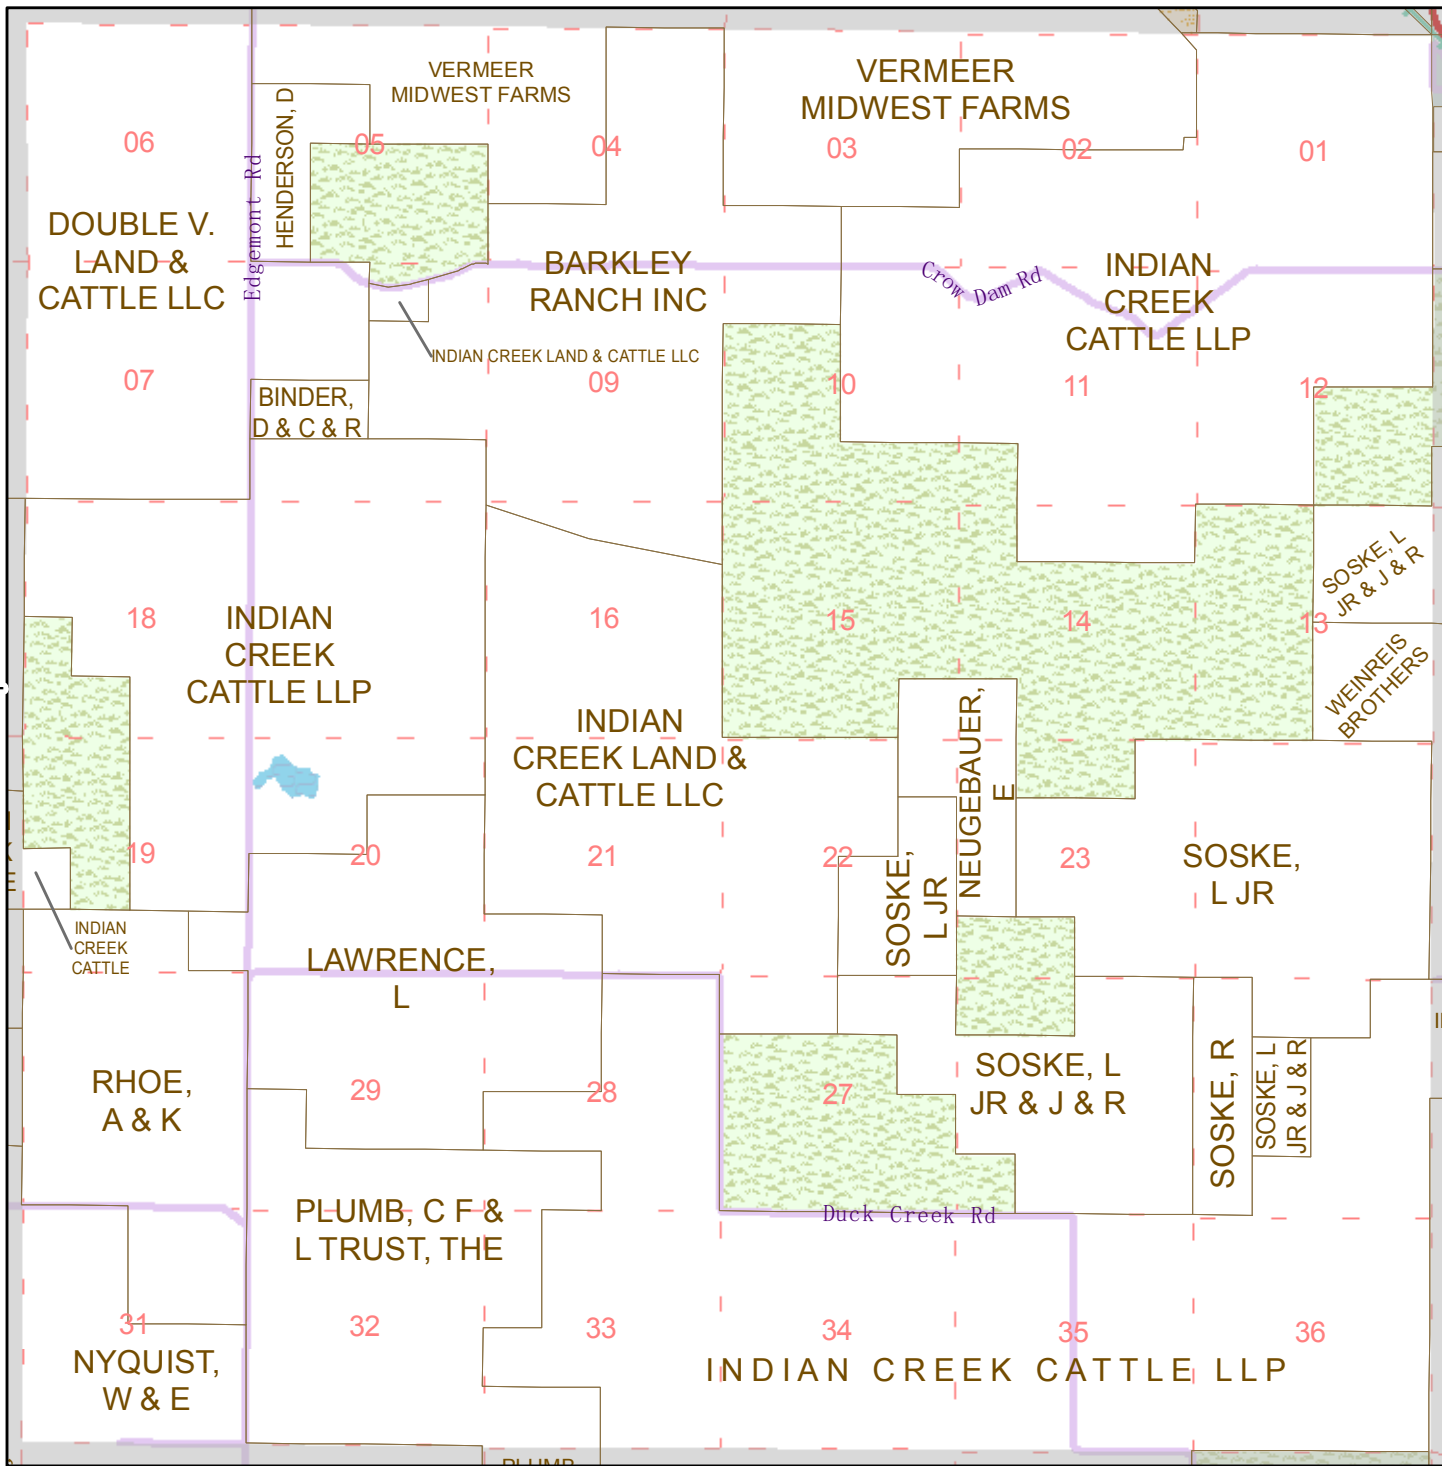 VERMEER
MIDWEST FARMS
VERMEER
MIDWEST FARMS
HENDERSON, D
06
05
04
03
02
01
Edgemont Rd
DOUBLE V.
LAND &
CATTLE LLC
BARKLEY
RANCH INC
Crow Dam Rd
INDIAN
CREEK
CATTLE LLP
INDIAN CREEK LAND & CATTLE LLC
07
09
10
11
12
BINDER,
D & C & R
SOSKE, L
JR & J & R
18
INDIAN
CREEK
CATTLE LLP
16
15
14
13
WEINREIS
BROTHERS
INDIAN
CREEK LAND &
CATTLE LLC
NEUGEBAUER,
E
19
20
21
22
23
SOSKE,
L JR
SOSKE,
L JR
INDIAN
CREEK
CATTLE
LAWRENCE,
L
RHOE,
A & K
29
28
27
SOSKE, L
JR & J & R
SOSKE, R
SOSKE, L
JR & J & R
PLUMB, C F &
L TRUST, THE
Duck Creek Rd
31
32
33
34
35
36
NYQUIST,
W & E
INDIAN CREEK CATTLE LLP
PLUMB